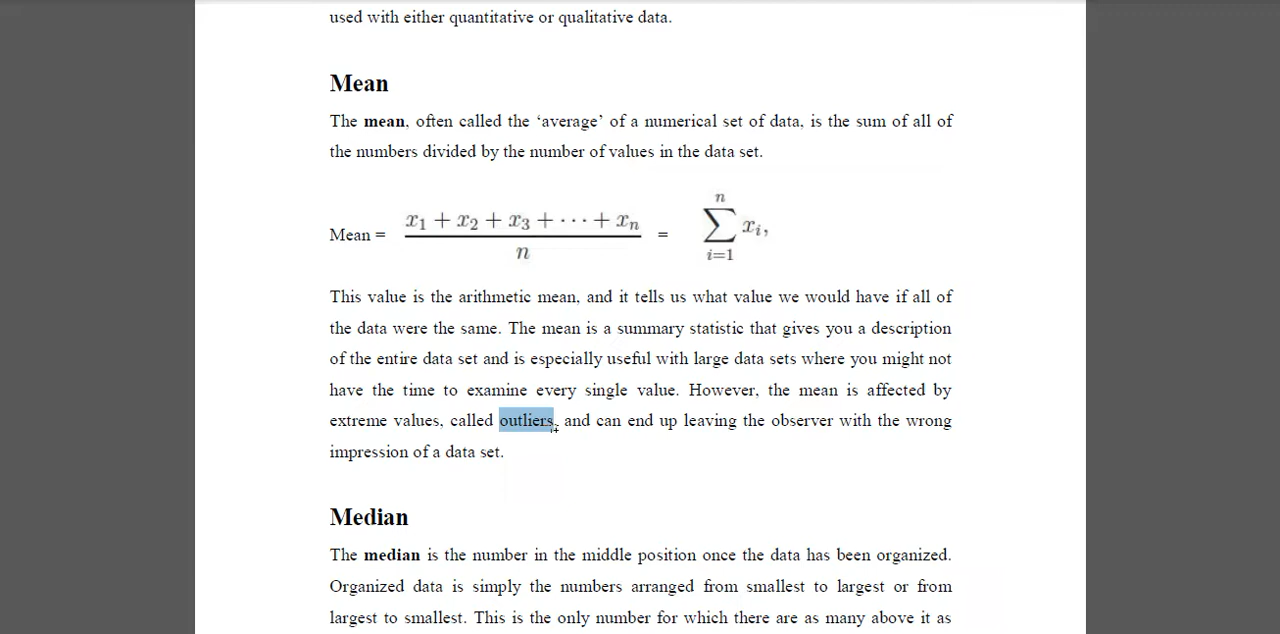 used with either quantitative or qualitative data.
Mean
The mean, often called the ‘average’ of a numerical set of data, is the sum of all of
the numbers divided by the number of values in the data set.
Mean = \frac{x_1 + x_2 + x_3 + \cdots + x_n}{n} = \sum_{i=1}^{n} x_i,
This value is the arithmetic mean, and it tells us what value we would have if all of
the data were the same. The mean is a summary statistic that gives you a description
of the entire data set and is especially useful with large data sets where you might not
have the time to examine every single value. However, the mean is affected by
extreme values, called outliers, and can end up leaving the observer with the wrong
impression of a data set.
Median
The median is the number in the middle position once the data has been organized.
Organized data is simply the numbers arranged from smallest to largest or from
largest to smallest. This is the only number for which there are as many above it as